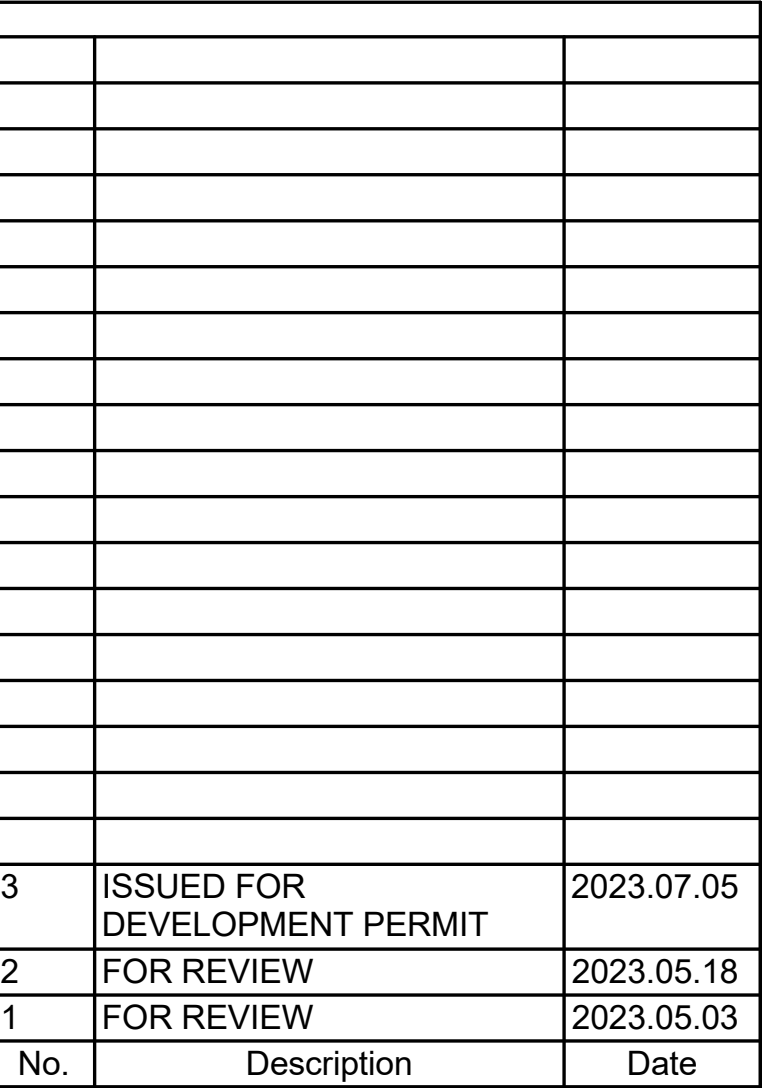 3 ISSUED FOR 2023.07.05
DEVELOPMENT PERMIT
2 FOR REVIEW 2023.05.18
1 FOR REVIEW 2023.05.03
No. Description Date